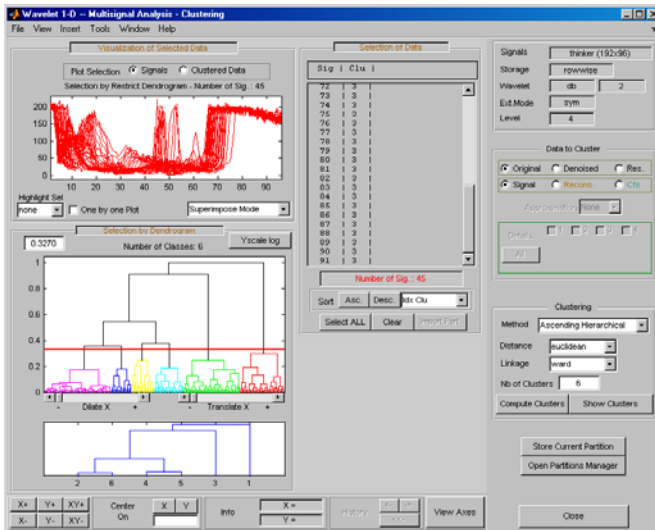 Wavelet 1-D -- Multisignal Analysis - Clustering
File View Insert Tools Window Help
Visualization of Selected Data
Plot Selection Signals Clustered Data
Selection by Restrict Dendrogram - Number of Sig. : 45
200
150
100
50
0
10 20 30 40 50 60 70 80 90
Highlight Sel
none One by one Plot Superimpose Mode
Selection by Dendrogram
0.3270 Number of Classes: 6 Yscale log
1
0.8
0.6
0.4
0.2
0
- Dilate X + - Translate X +
2 6 4 5 3 1
Selection of Data
Sig | Clu |
72 | 3 |
73 | 3 |
74 | 3 |
75 | 3 |
76 | 3 |
77 | 3 |
78 | 3 |
79 | 3 |
80 | 3 |
81 | 3 |
82 | 3 |
83 | 3 |
84 | 3 |
85 | 3 |
86 | 3 |
87 | 3 |
88 | 3 |
89 | 3 |
90 | 3 |
91 | 3 |
Number of Sig. : 45
Sort Asc. Desc. Idx Clu
Select ALL Clear Import Part
Signals thinker (192x96)
Storage rowwise
Wavelet db 2
Ext.Mode sym
Level 4
Data to Cluster
Original Denoised Res.
Signal Recons. Cfs
Approximation None
Details 1 2 3 4
All
Clustering
Method Ascending Hierarchical
Distance euclidean
Linkage ward
Nb of Clusters 6
Compute Clusters Show Clusters
Store Current Partition
Open Partitions Manager
Close
X+ Y+ XY+
X- Y- XY-
Center On X Y
Info X =
Y =
History <- ->
<<-
View Axes